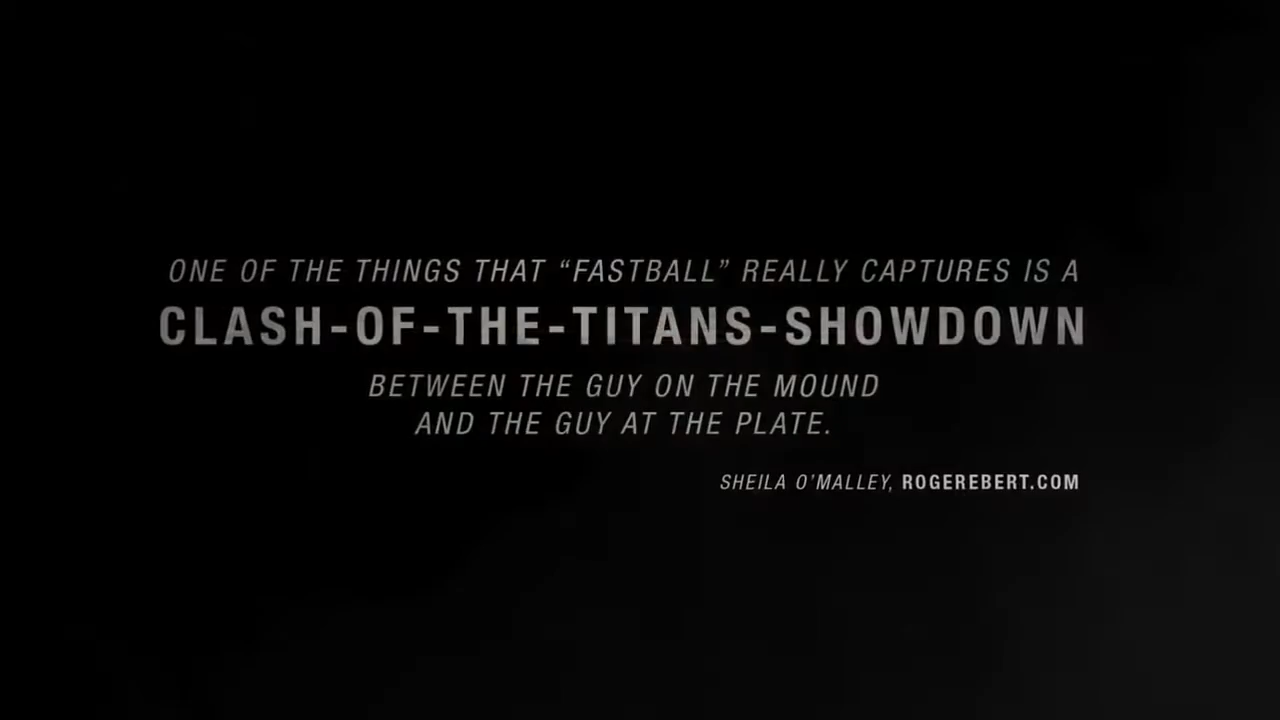 ONE OF THE THINGS THAT “FASTBALL” REALLY CAPTURES IS A
CLASH-OF-THE-TITANS-SHOWDOWN
BETWEEN THE GUY ON THE MOUND
AND THE GUY AT THE PLATE.
SHEILA O’MALLEY, ROGEREBERT.COM